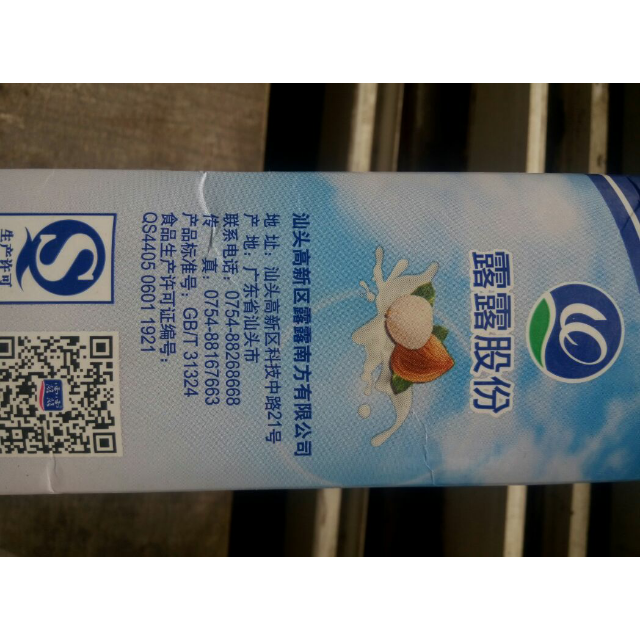 露露股份
汕头高新区露露南方有限公司
地 址：汕头高新区科技中路21号
产 地：广东省汕头市
联系电话：0754-88268668
传 真：0754-88167663
产品标准号：GB/T 31324
食品生产许可证编号：
QS4405 0601 1921
生产许可